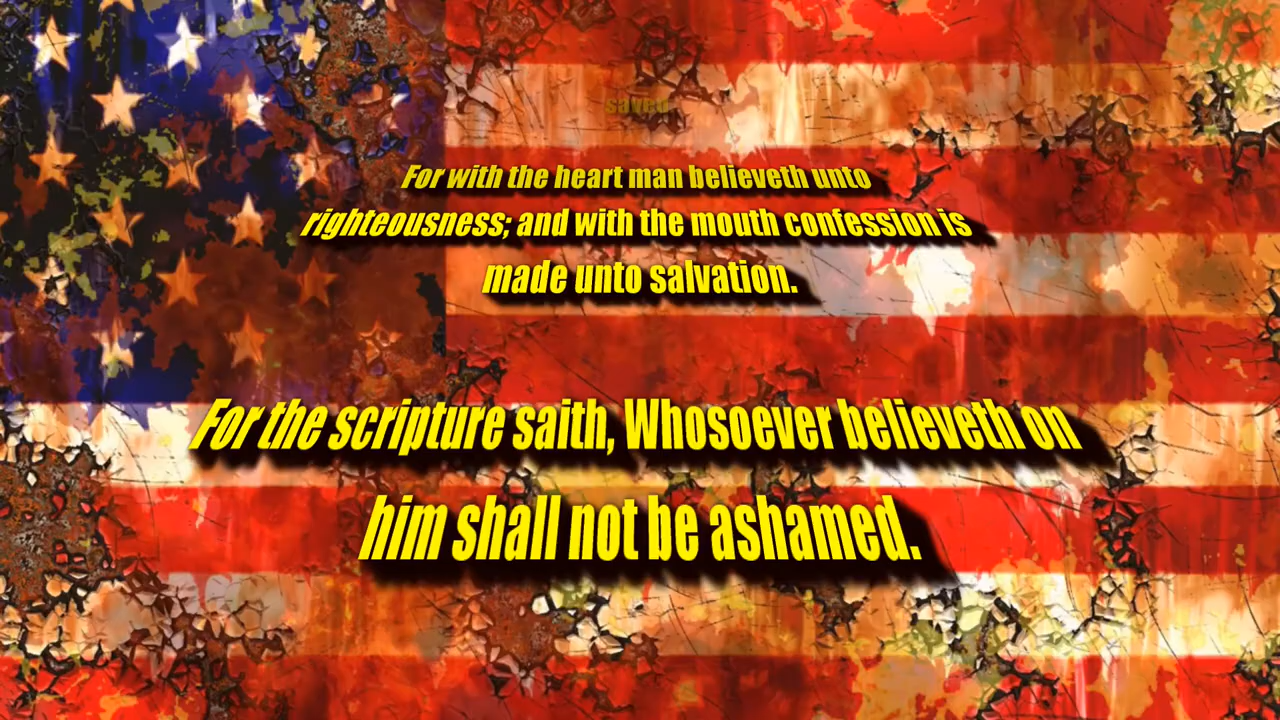 saved
For with the heart man believeth unto
righteousness; and with the mouth confession is
made unto salvation.
For the scripture saith, Whosoever believeth on
him shall not be ashamed.